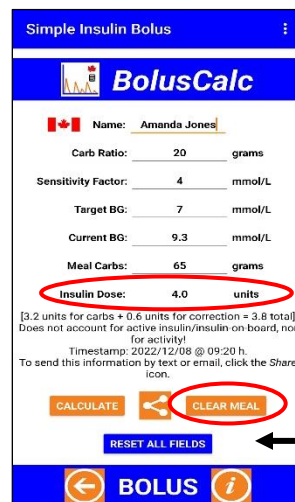 Simple Insulin Bolus
BolusCalc
Name: Amanda Jones
Carb Ratio: 20 grams
Sensitivity Factor: 4 mmol/L
Target BG: 7 mmol/L
Current BG: 9.3 mmol/L
Meal Carbs: 65 grams
Insulin Dose: 4.0 units
[3.2 units for carbs + 0.6 units for correction = 3.8 total]
Does not account for active insulin/insulin-on-board, nor
for activity!
Timestamp: 2022/12/08 @ 09:20 h.
To send this information by text or email, click the Share
icon.
CALCULATE CLEAR MEAL
RESET ALL FIELDS
BOLUS i